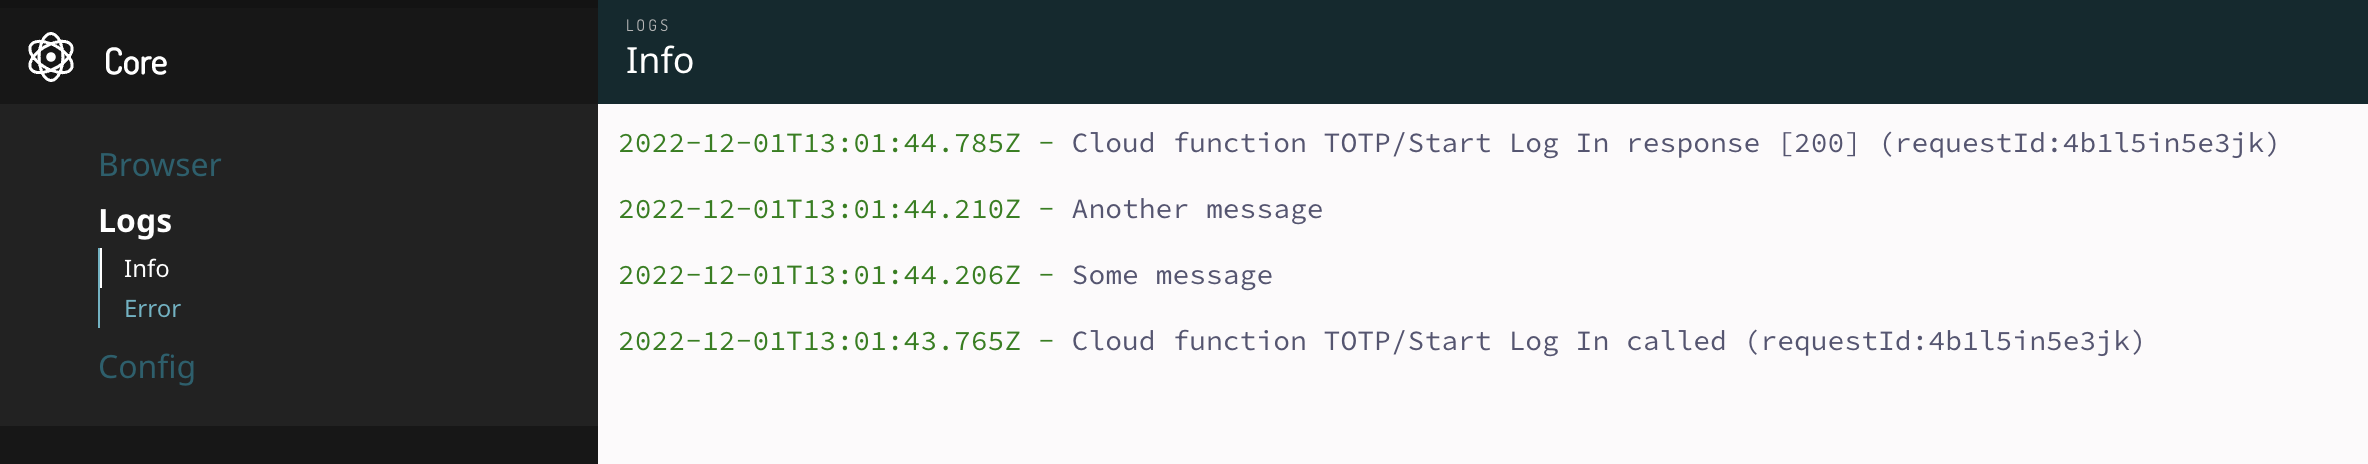 Core
Browser
Logs
Info
Error
Config
LOGS
Info
2022-12-01T13:01:44.785Z - Cloud function TOTP/Start Log In response [200] (requestId:4b1l5in5e3jk)
2022-12-01T13:01:44.210Z - Another message
2022-12-01T13:01:44.206Z - Some message
2022-12-01T13:01:43.765Z - Cloud function TOTP/Start Log In called (requestId:4b1l5in5e3jk)